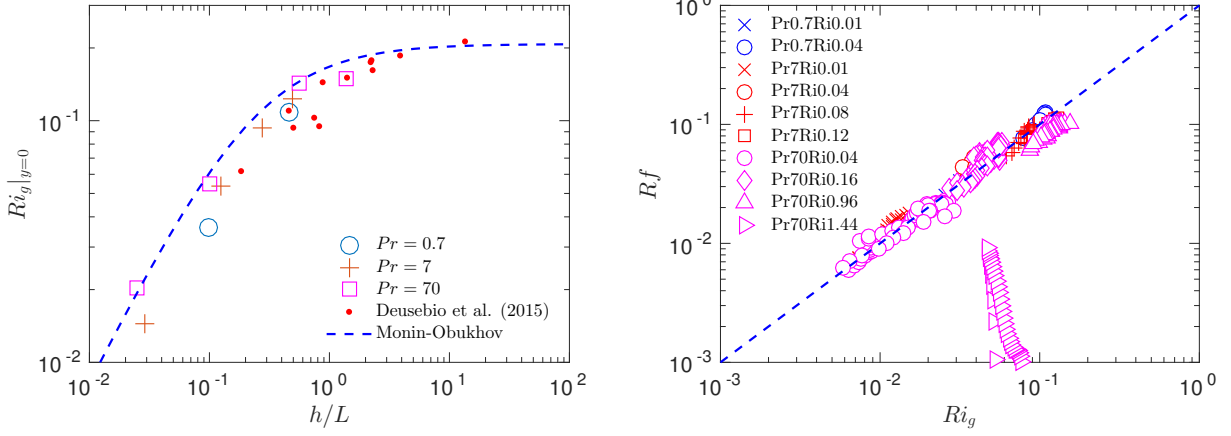 10^{-1}
10^{-2}
Ri_g|_{y=0}
10^{-2} 10^{-1} 10^{0} 10^{1} 10^{2}
h/L
Pr = 0.7
Pr = 7
Pr = 70
Deusebio et al. (2015)
Monin-Obukhov
10^{0}
10^{-1}
10^{-2}
10^{-3}
Rf
10^{-3} 10^{-2} 10^{-1} 10^{0}
Ri_g
Pr0.7Ri0.01
Pr0.7Ri0.04
Pr7Ri0.01
Pr7Ri0.04
Pr7Ri0.08
Pr7Ri0.12
Pr70Ri0.04
Pr70Ri0.16
Pr70Ri0.96
Pr70Ri1.44